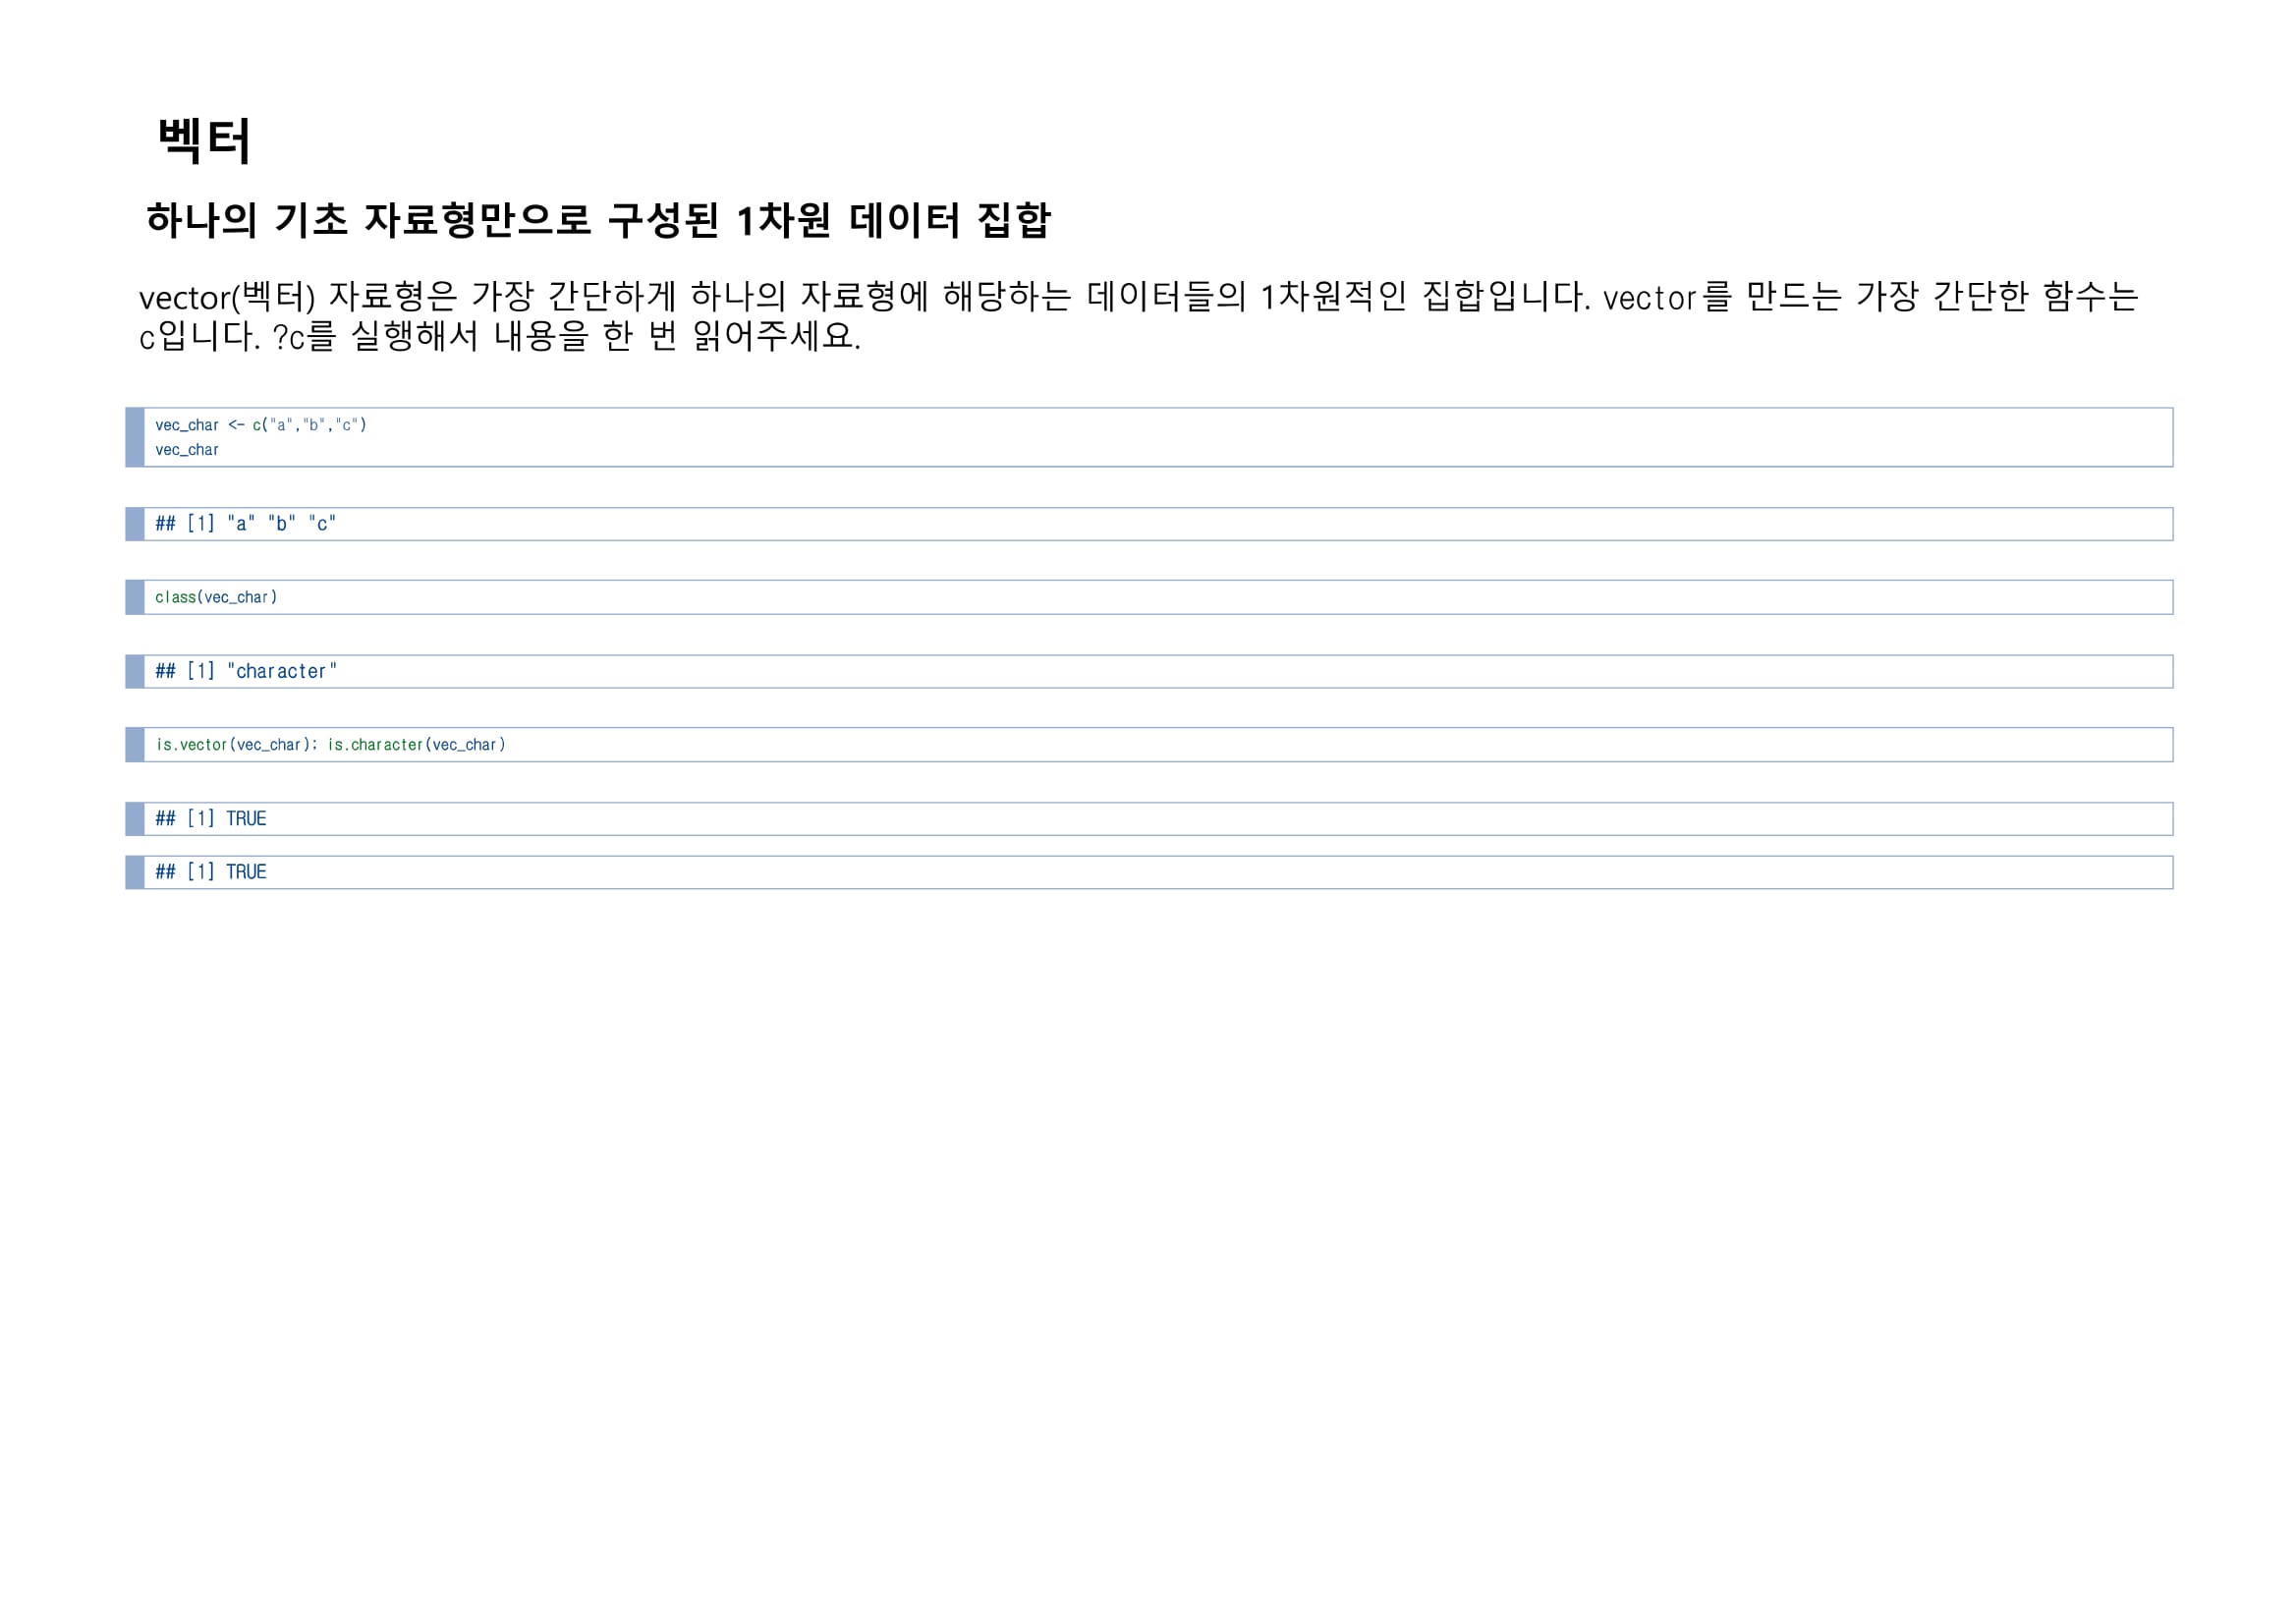 벡터
하나의 기초 자료형만으로 구성된 1차원 데이터 집합
vector(벡터) 자료형은 가장 간단하게 하나의 자료형에 해당하는 데이터들의 1차원적인 집합입니다. vector를 만드는 가장 간단한 함수는
c입니다. ?c를 실행해서 내용을 한 번 읽어주세요.
vec_char <- c("a","b","c")
vec_char
## [1] "a" "b" "c"
class(vec_char)
## [1] "character"
is.vector(vec_char); is.character(vec_char)
## [1] TRUE
## [1] TRUE